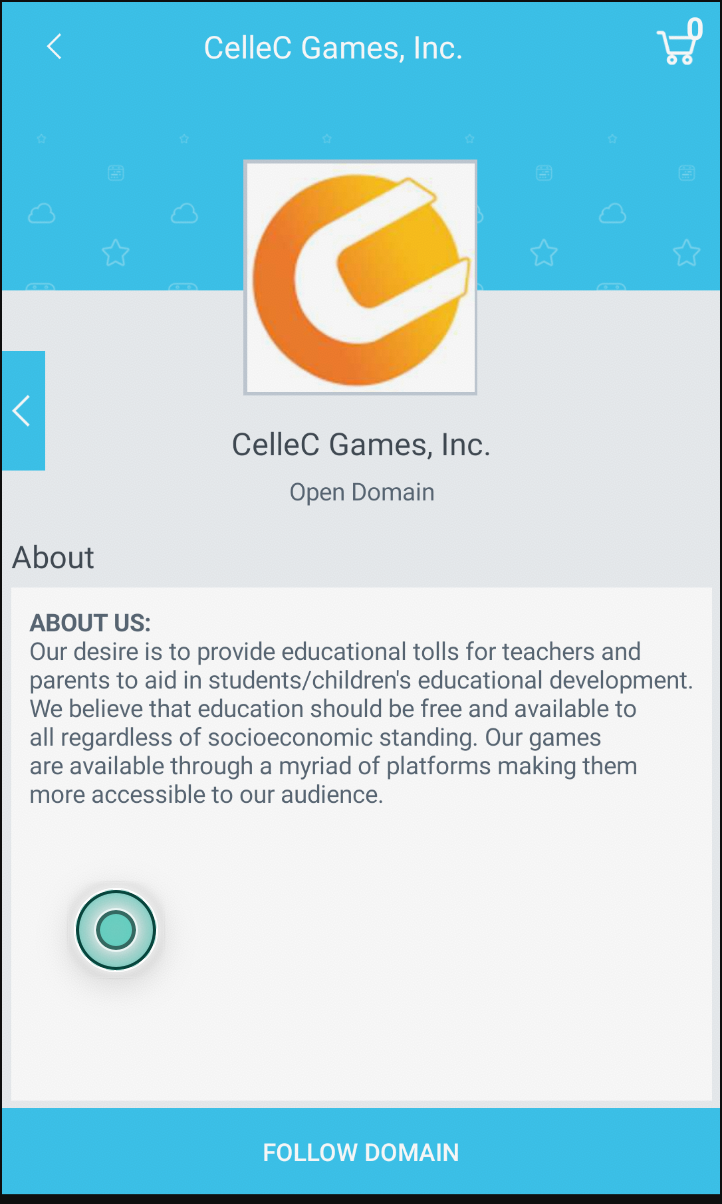 CelleC Games, Inc.
0
CelleC Games, Inc.
Open Domain
About
ABOUT US:
Our desire is to provide educational tolls for teachers and
parents to aid in students/children's educational development.
We believe that education should be free and available to
all regardless of socioeconomic standing. Our games
are available through a myriad of platforms making them
more accessible to our audience.
FOLLOW DOMAIN